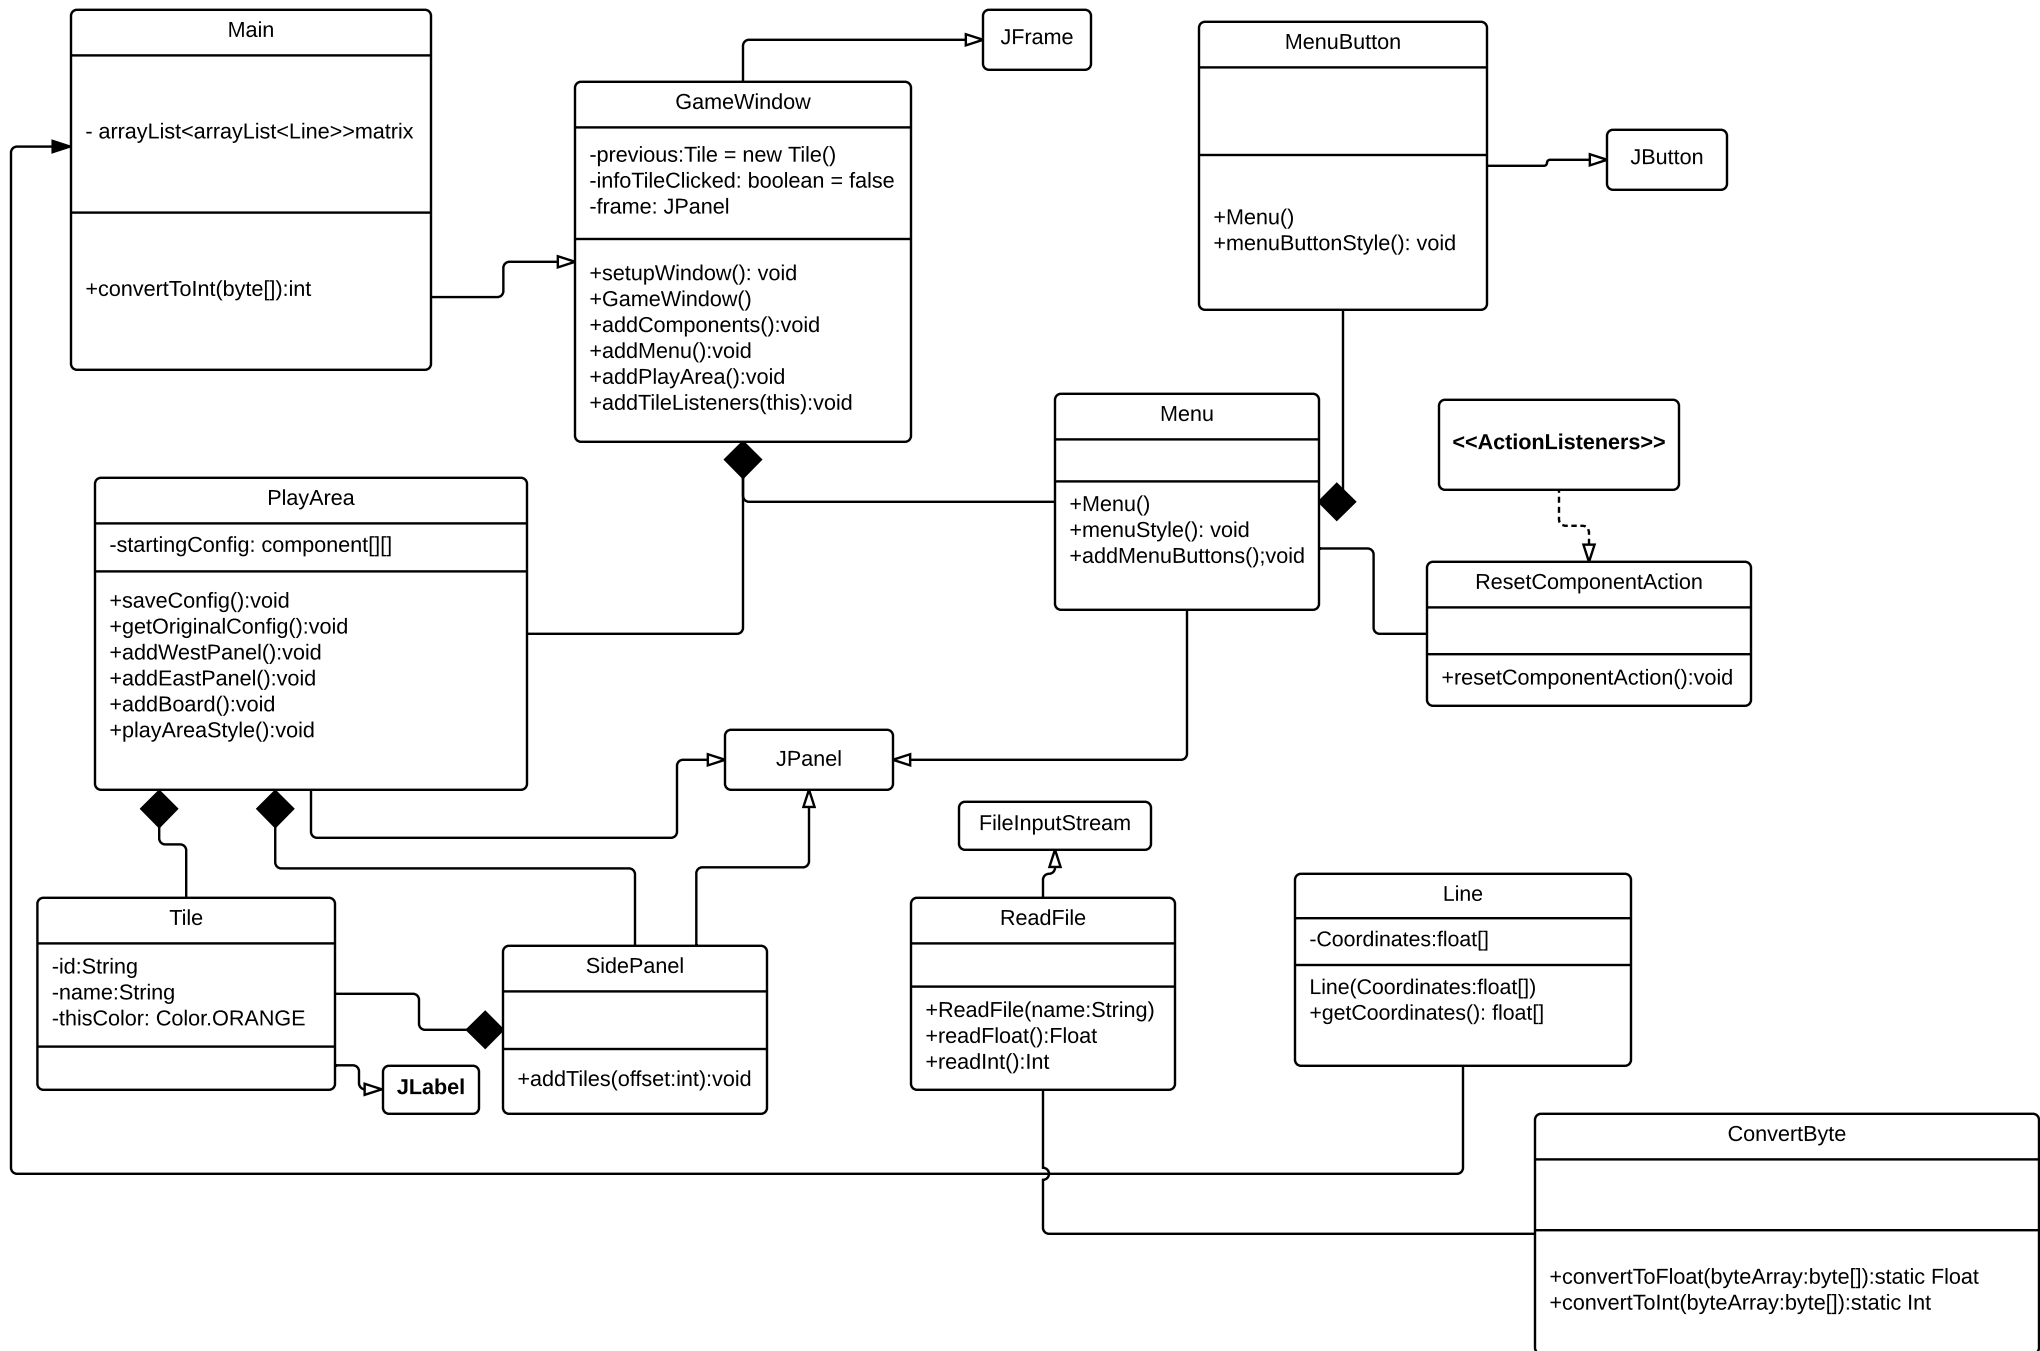 Main
- arrayList<arrayList<Line>>matrix
+convertToInt(byte[]):int
JFrame
GameWindow
-previous:Tile = new Tile()
-infoTileClicked: boolean = false
-frame: JPanel
+setupWindow(): void
+GameWindow()
+addComponents():void
+addMenu():void
+addPlayArea():void
+addTileListeners(this):void
MenuButton
+Menu()
+menuButtonStyle(): void
JButton
Menu
+Menu()
+menuStyle(): void
+addMenuButtons();void
<<ActionListeners>>
ResetComponentAction
+resetComponentAction():void
PlayArea
-startingConfig: component[][]
+saveConfig():void
+getOriginalConfig():void
+addWestPanel():void
+addEastPanel():void
+addBoard():void
+playAreaStyle():void
JPanel
FileInputStream
Tile
-id:String
-name:String
-thisColor: Color.ORANGE
JLabel
SidePanel
+addTiles(offset:int):void
ReadFile
+ReadFile(name:String)
+readFloat():Float
+readInt():Int
Line
-Coordinates:float[]
Line(Coordinates:float[])
+getCoordinates(): float[]
ConvertByte
+convertToFloat(byteArray:byte[]):static Float
+convertToInt(byteArray:byte[]):static Int